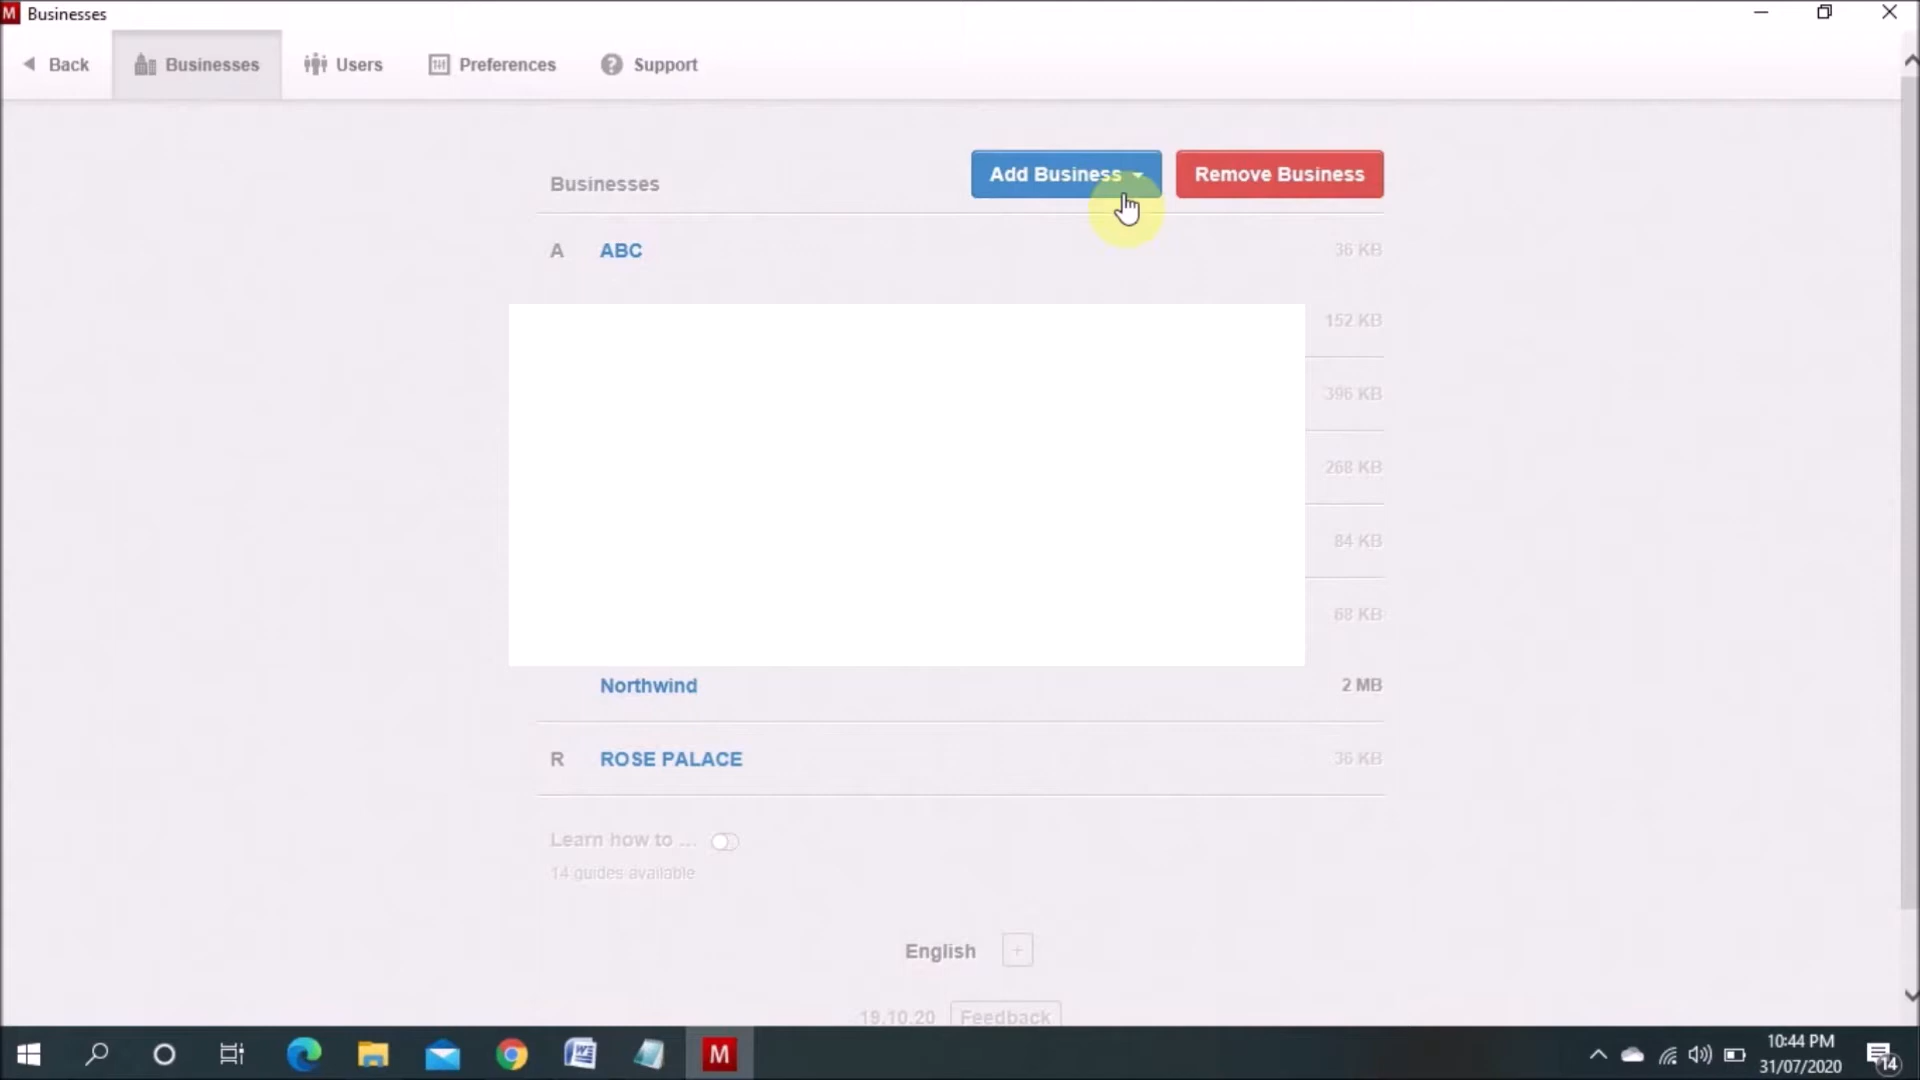 M Businesses
Back Businesses Users Preferences Support
Businesses Add Business Remove Business
A ABC 36 KB
152 KB
396 KB
268 KB
84 KB
68 KB
Northwind 2 MB
R ROSE PALACE 36 KB
Learn how to ...
14 guides available
English +
19.10.20 Feedback
M 10:44 PM
31/07/2020 14